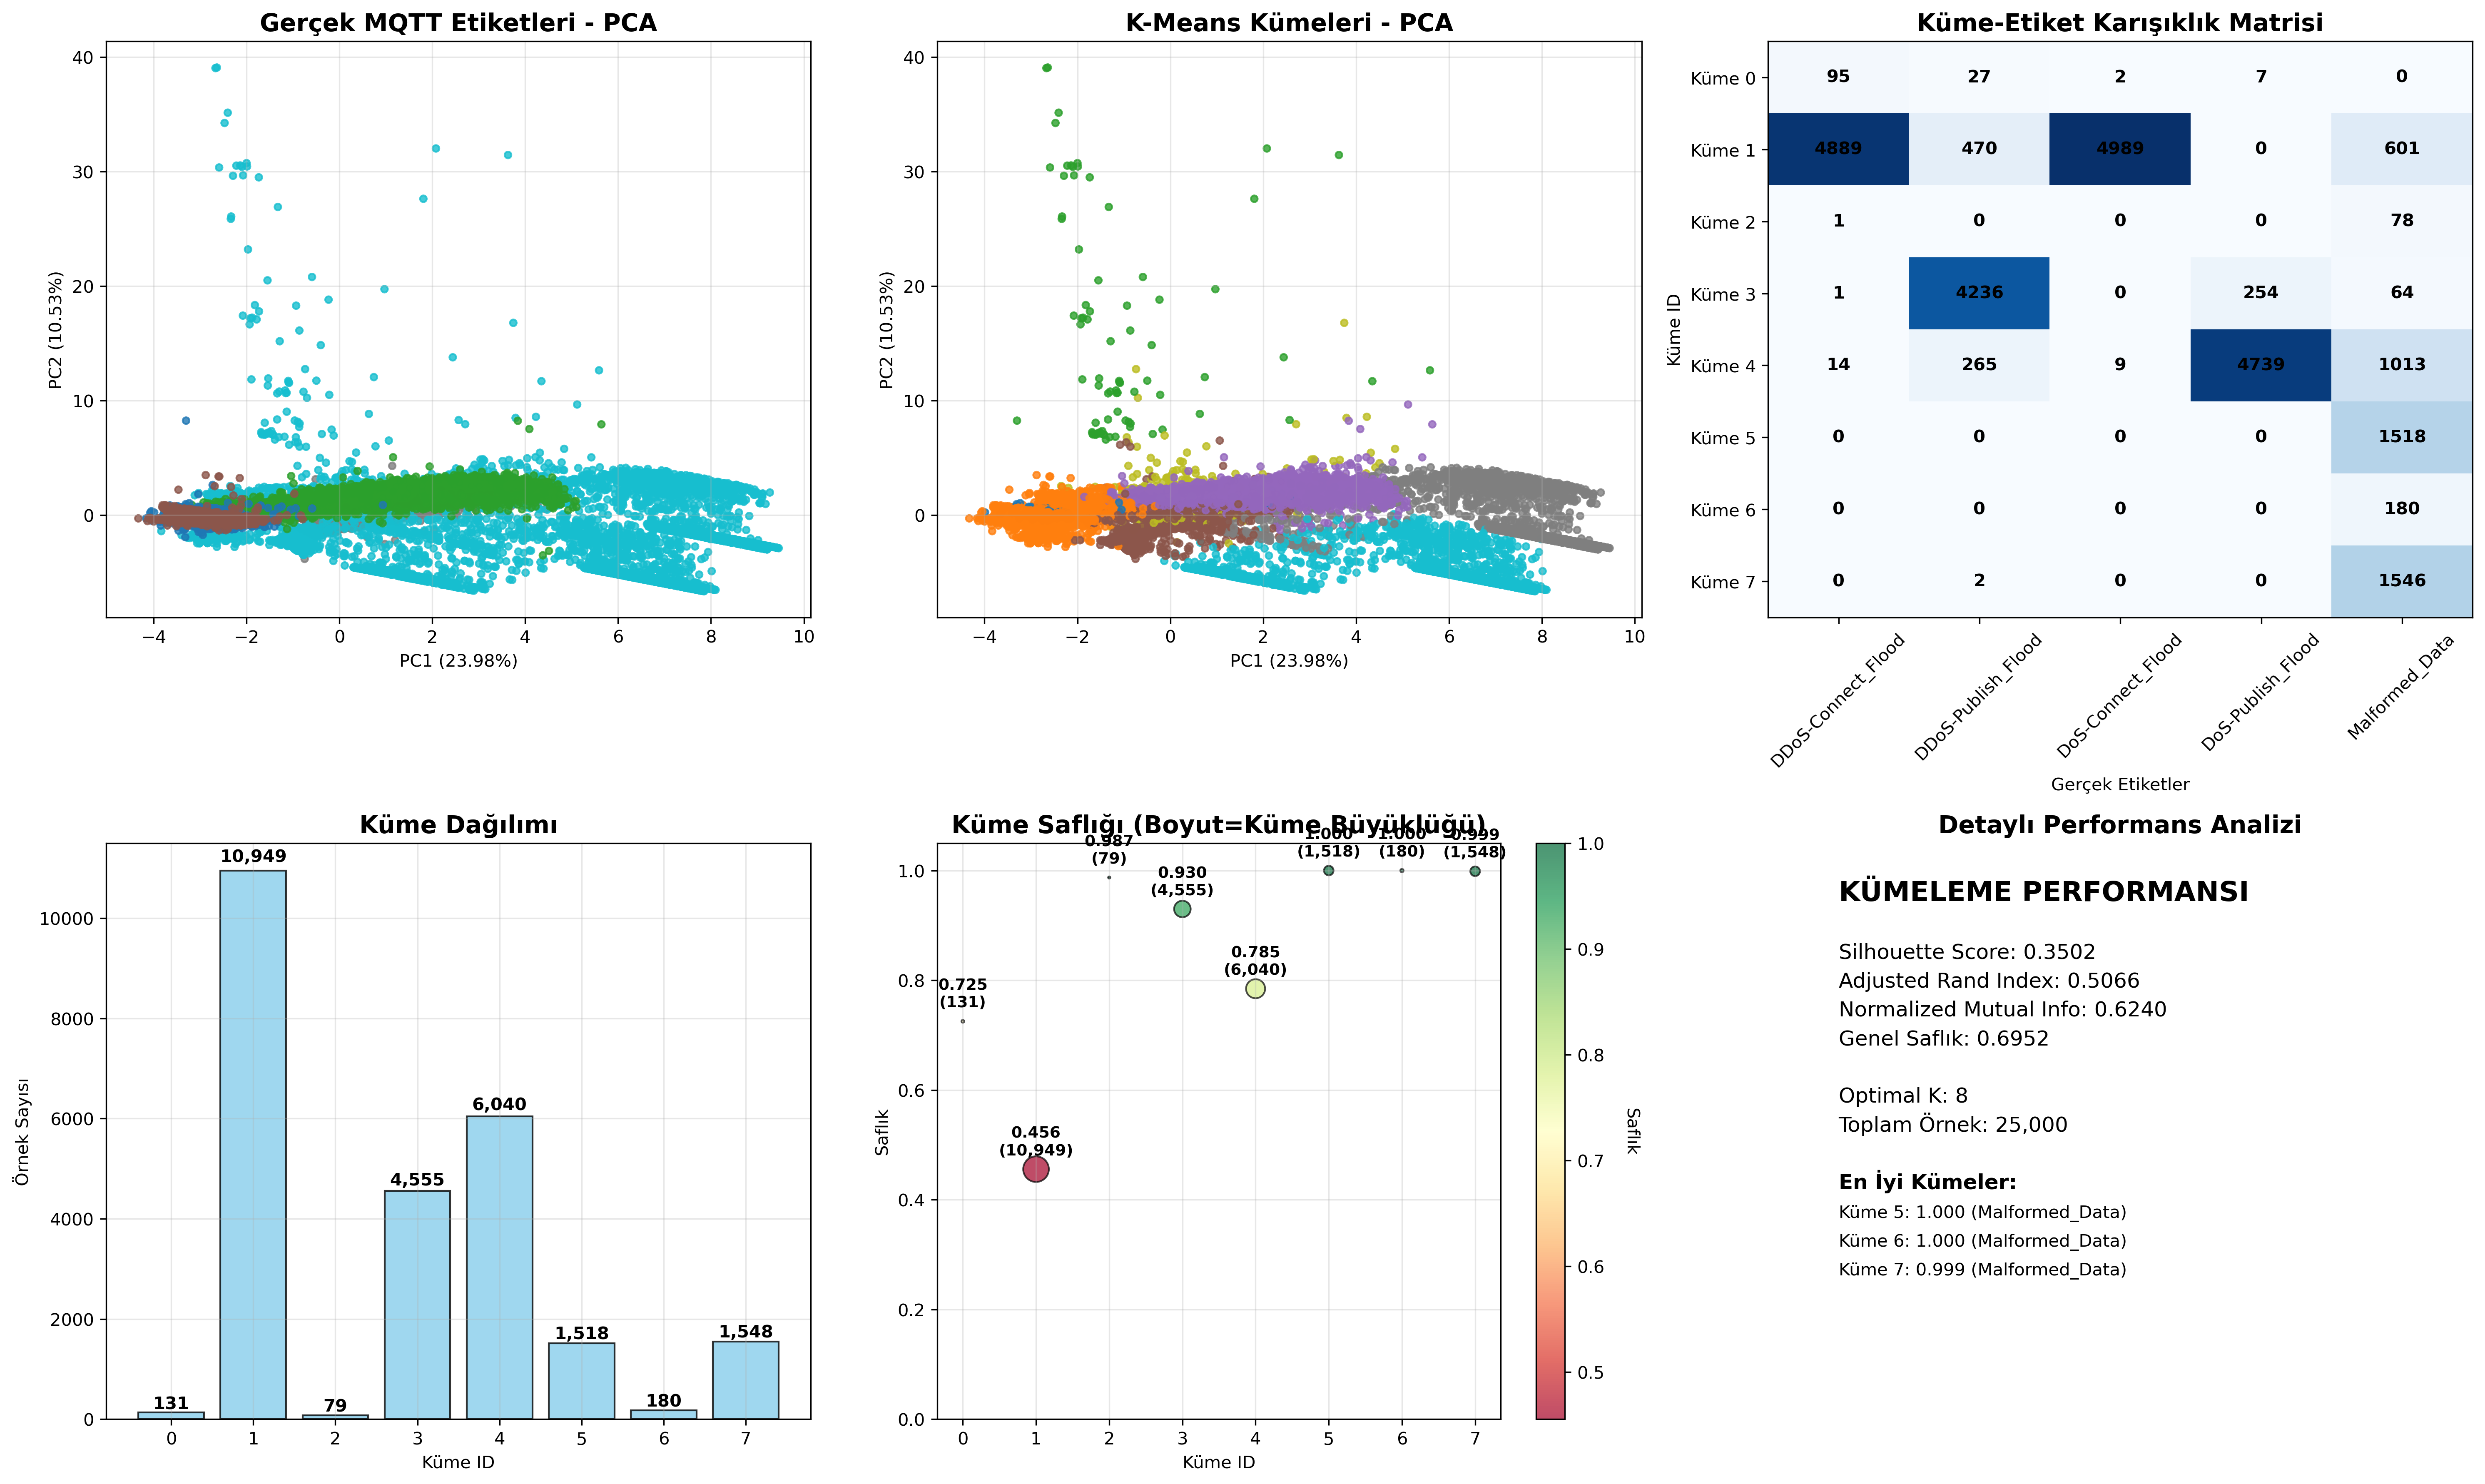 Gerçek MQTT Etiketleri - PCA
40
30
20
10
0
PC2 (10.53%)
−4
−2
0
2
4
6
8
10
PC1 (23.98%)
K-Means Kümeleri - PCA
40
30
20
10
0
PC2 (10.53%)
−4
−2
0
2
4
6
8
10
PC1 (23.98%)
Küme-Etiket Karışıklık Matrisi
Küme ID
Küme 0 95 27 2 7 0
Küme 1 4889 470 4989 0 601
Küme 2 1 0 0 0 78
Küme 3 1 4236 0 254 64
Küme 4 14 265 9 4739 1013
Küme 5 0 0 0 0 1518
Küme 6 0 0 0 0 180
Küme 7 0 2 0 0 1546
DDoS-Connect_Flood
DDoS-Publish_Flood
DoS-Connect_Flood
DoS-Publish_Flood
Malformed_Data
Gerçek Etiketler
Küme Dağılımı
Örnek Sayısı
10000
8000
6000
4000
2000
0
131
10,949
79
4,555
6,040
1,518
180
1,548
0
1
2
3
4
5
6
7
Küme ID
Küme Saflığı (Boyut=Küme Büyüklüğü)
Saflık
1.0
0.8
0.6
0.4
0.2
0.0
0.725
(131)
0.456
(10,949)
0.987
(79)
0.930
(4,555)
0.785
(6,040)
1.000
(1,518)
1.000
(180)
0.999
(1,548)
0
1
2
3
4
5
6
7
Küme ID
1.0
0.9
0.8
0.7
0.6
0.5
Saflık
Detaylı Performans Analizi
KÜMELEME PERFORMANSI
Silhouette Score: 0.3502
Adjusted Rand Index: 0.5066
Normalized Mutual Info: 0.6240
Genel Saflık: 0.6952
Optimal K: 8
Toplam Örnek: 25,000
En İyi Kümeler:
Küme 5: 1.000 (Malformed_Data)
Küme 6: 1.000 (Malformed_Data)
Küme 7: 0.999 (Malformed_Data)